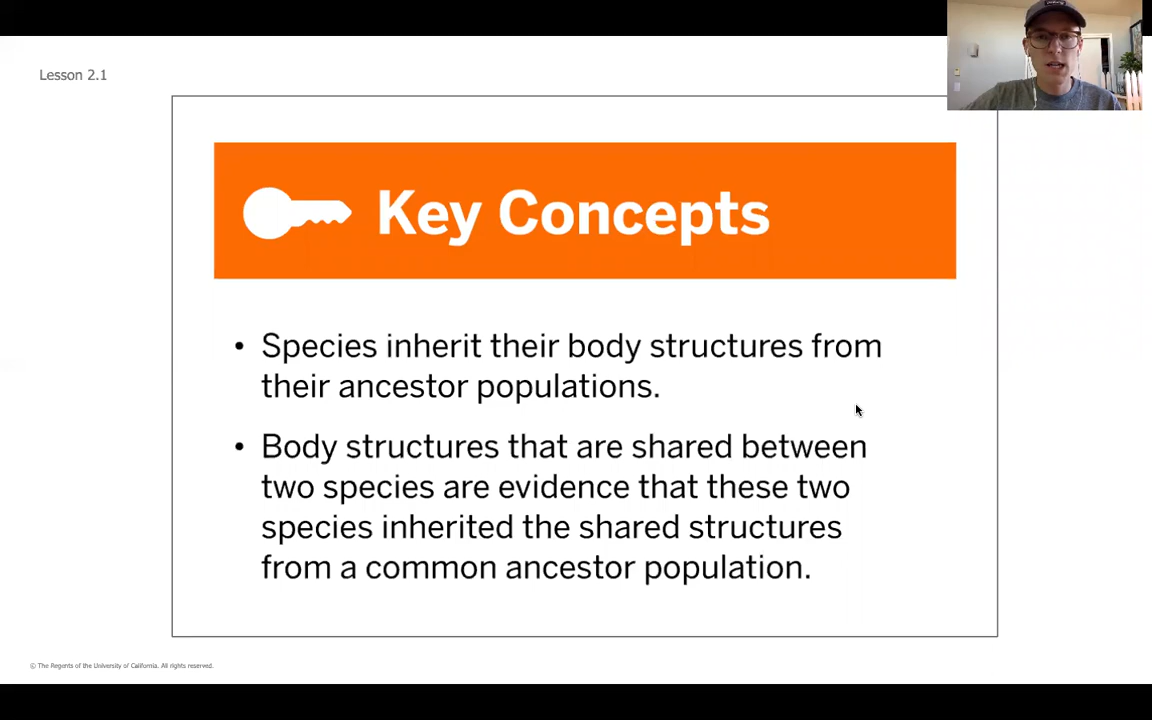 Lesson 2.1
Key Concepts
• Species inherit their body structures from
their ancestor populations.
• Body structures that are shared between
two species are evidence that these two
species inherited the shared structures
from a common ancestor population.
© The Regents of the University of California. All rights reserved.